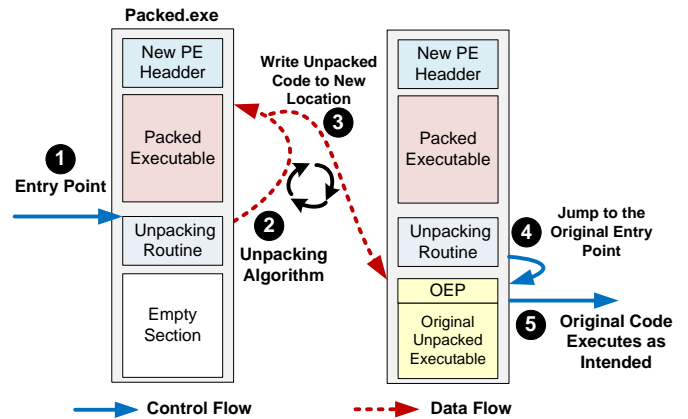 Packed.exe
New PE
Headder
Packed
Executable
Unpacking
Routine
Empty
Section
1
Entry Point
2
Unpacking
Algorithm
Write Unpacked
Code to New
Location
3
New PE
Headder
Packed
Executable
Unpacking
Routine
OEP
Original
Unpacked
Executable
4
Jump to the
Original Entry
Point
5
Original Code
Executes as
Intended
Control Flow
Data Flow